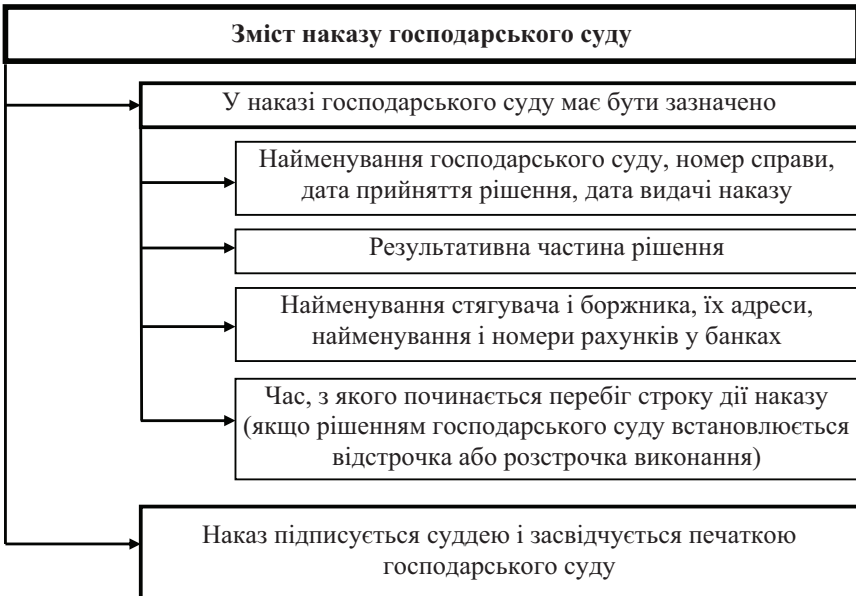 Зміст наказу господарського суду
У наказі господарського суду має бути зазначено
Найменування господарського суду, номер справи,
дата прийняття рішення, дата видачі наказу
Результативна частина рішення
Найменування стягувача і боржника, їх адреси,
найменування і номери рахунків у банках
Час, з якого починається перебіг строку дії наказу
(якщо рішенням господарського суду встановлюється
відстрочка або розстрочка виконання)
Наказ підписується суддею і засвідчується печаткою
господарського суду